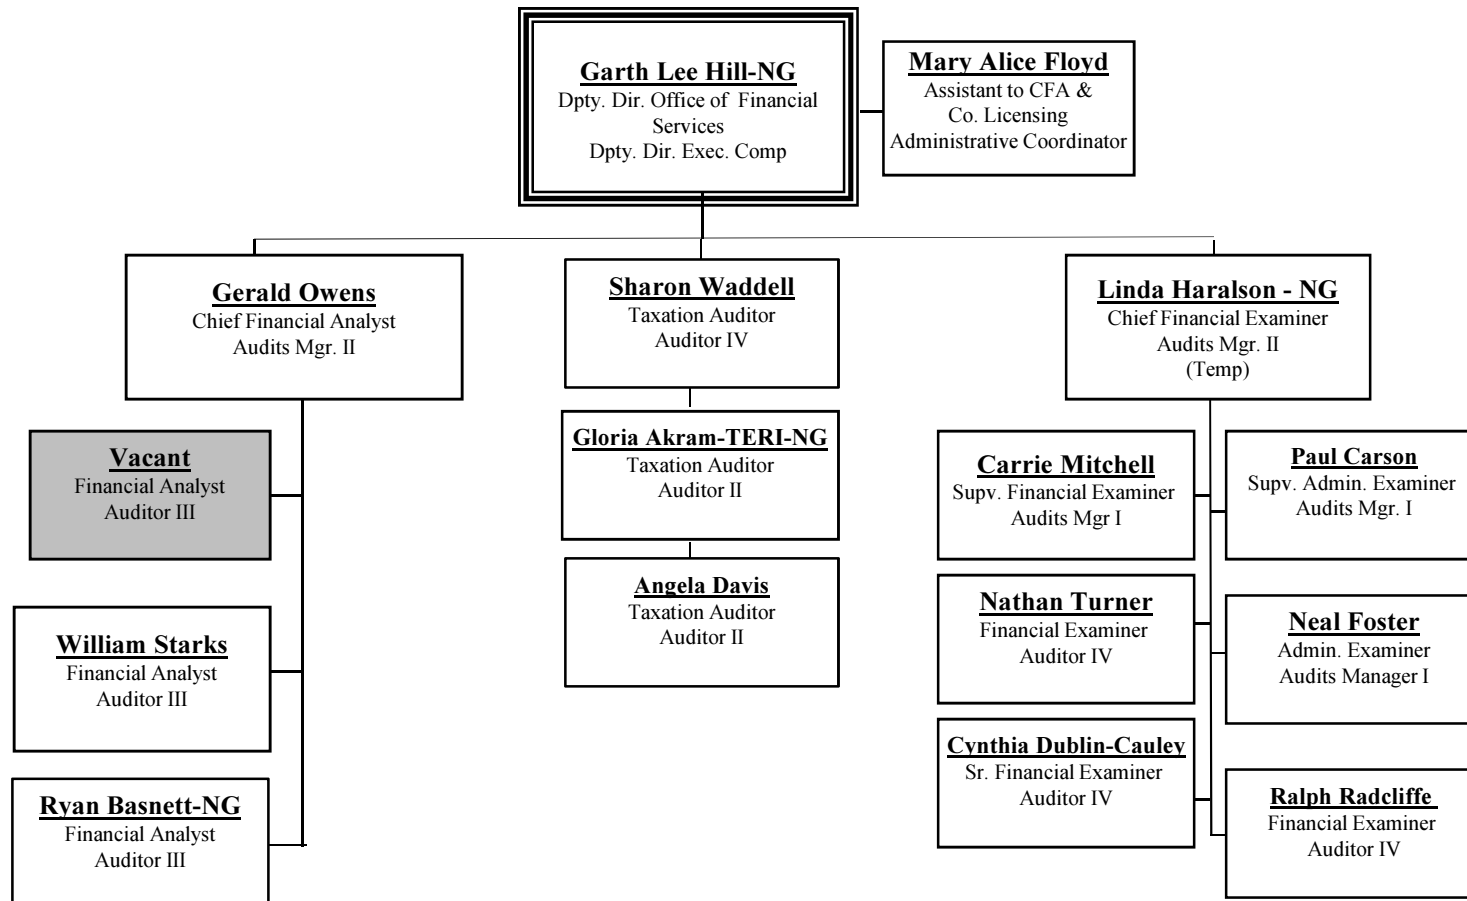 Garth Lee Hill-NG
Dpty. Dir. Office of Financial
Services
Dpty. Dir. Exec. Comp
Mary Alice Floyd
Assistant to CFA &
Co. Licensing
Administrative Coordinator
Gerald Owens
Chief Financial Analyst
Audits Mgr. II
Sharon Waddell
Taxation Auditor
Auditor IV
Linda Haralson - NG
Chief Financial Examiner
Audits Mgr. II
(Temp)
Vacant
Financial Analyst
Auditor III
William Starks
Financial Analyst
Auditor III
Ryan Basnett-NG
Financial Analyst
Auditor III
Gloria Akram-TERI-NG
Taxation Auditor
Auditor II
Angela Davis
Taxation Auditor
Auditor II
Carrie Mitchell
Supv. Financial Examiner
Audits Mgr I
Paul Carson
Supv. Admin. Examiner
Audits Mgr. I
Nathan Turner
Financial Examiner
Auditor IV
Neal Foster
Admin. Examiner
Audits Manager I
Cynthia Dublin-Cauley
Sr. Financial Examiner
Auditor IV
Ralph Radcliffe
Financial Examiner
Auditor IV